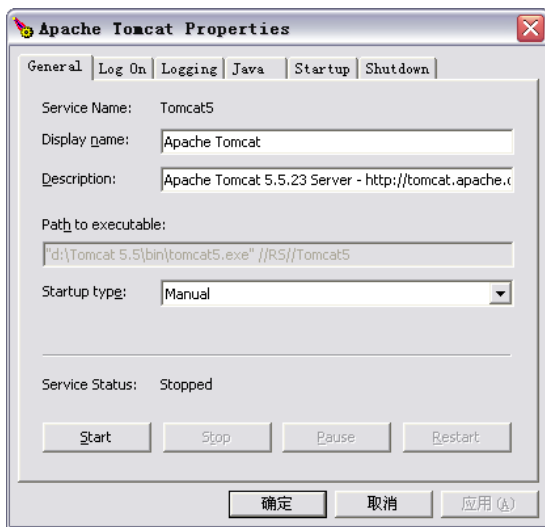 Apache Tomcat Properties
General Log On Logging Java Startup Shutdown
Service Name: Tomcat5
Display name: Apache Tomcat
Description: Apache Tomcat 5.5.23 Server - http://tomcat.apache.
Path to executable:
"d:\Tomcat 5.5\bin\tomcat5.exe" //RS//Tomcat5
Startup type: Manual
Service Status: Stopped
Start Stop Pause Restart
确定 取消 应用(A)